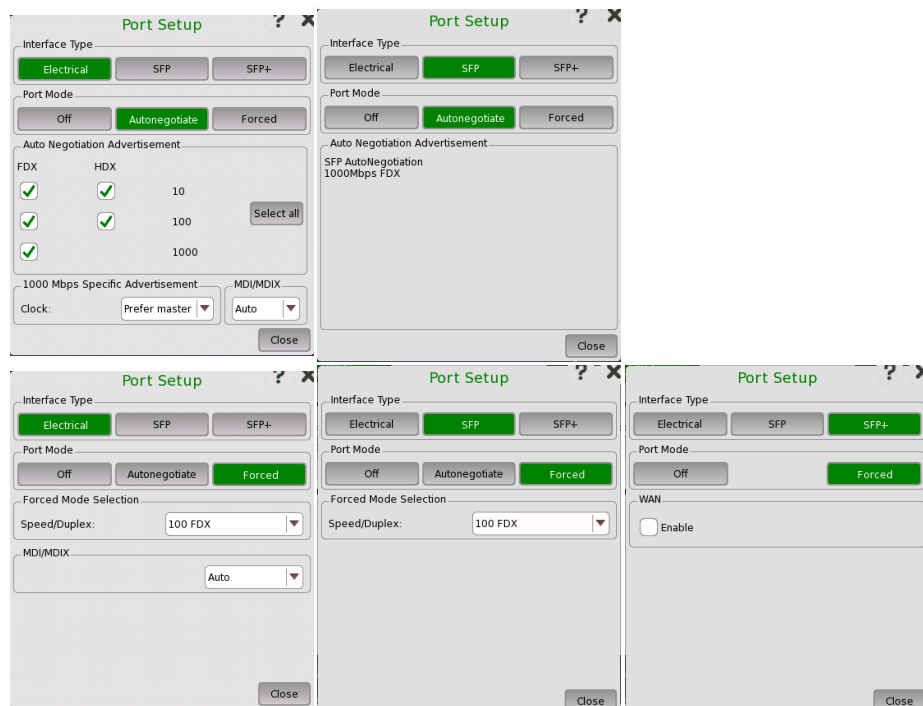 Port Setup ?
Interface Type
Electrical SFP SFP+
Port Mode
Off Autonegotiate Forced
Auto Negotiation Advertisement
FDX HDX
10
100
Select all
1000
1000 Mbps Specific Advertisement
MDI/MDIX
Clock: Prefer master Auto
Close
Port Setup ?
Interface Type
Electrical SFP SFP+
Port Mode
Off Autonegotiate Forced
Auto Negotiation Advertisement
SFP AutoNegotiation
1000Mbps FDX
Close
Port Setup ?
Interface Type
Electrical SFP SFP+
Port Mode
Off Autonegotiate Forced
Forced Mode Selection
Speed/Duplex: 100 FDX
MDI/MDIX
Auto
Close
Port Setup ?
Interface Type
Electrical SFP SFP+
Port Mode
Off Autonegotiate Forced
Forced Mode Selection
Speed/Duplex: 100 FDX
Close
Port Setup ?
Interface Type
Electrical SFP SFP+
Port Mode
Off Forced
WAN
Enable
Close